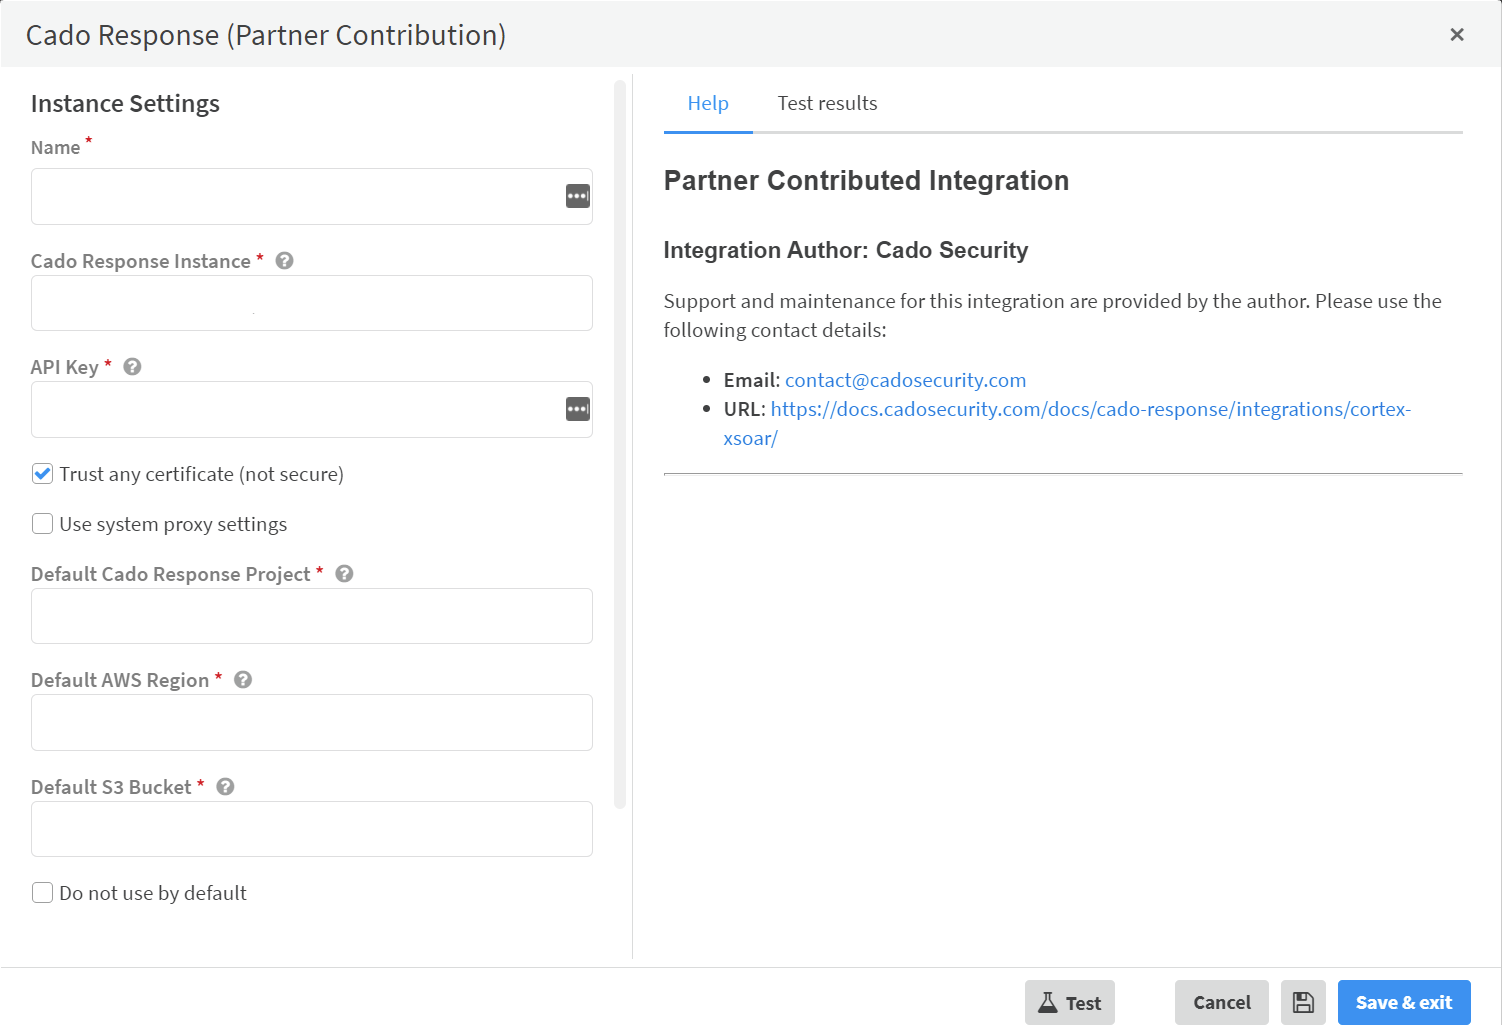 Cado Response (Partner Contribution)
Instance Settings
Name *
Cado Response Instance *
API Key *
Trust any certificate (not secure)
Use system proxy settings
Default Cado Response Project *
Default AWS Region *
Default S3 Bucket *
Do not use by default
Help Test results
Partner Contributed Integration
Integration Author: Cado Security
Support and maintenance for this integration are provided by the author. Please use the
following contact details:
• Email: contact@cadosecurity.com
• URL: https://docs.cadosecurity.com/docs/cado-response/integrations/cortex-
xsoar/
Test Cancel Save & exit